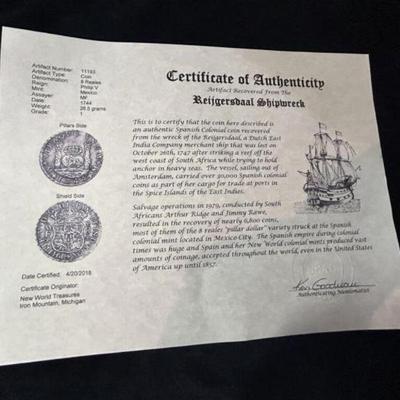 Artifact Number: 11193
Artifact Type: Coin
Denomination: 8 Reales
Reign: Philip V
Mint: Mexico
Assayer: MF
Date: 1744
Weight: 26.5 grams
Grade: 1
Pillars Side
Shield Side
Date Certified: 4/20/2018
Certificate Originator:
New World Treasures
Iron Mountain, Michigan
Certificate of Authenticity
Artifact Recovered From The
Reijgersdaal Shipwreck
This is to certify that the coin here described is
an authentic Spanish Colonial coin recovered
from the wreck of the Reijgersdaal, a Dutch East
India Company merchant ship that was lost on
October 26th, 1747 after striking a reef off the
west coast of South Africa while trying to hold
anchor in heavy seas. The vessel, sailing out of
Amsterdam, carried over 30,000 Spanish colonial
coins as part of her cargo for trade at ports in
the Spice Islands of the East Indies.
Salvage operations in 1979, conducted by South
Africans Arthur Ridge and Jimmy Rawe,
resulted in the recovery of nearly 6,800 coins,
most of them of the 8 reales "pillar dollar" variety struck at the Spanish
colonial mint located in Mexico City. The Spanish empire during colonial
times was huge and Spain and her New World colonial mints produced vast
amounts of coinage, accepted throughout the world, even in the United States
of America up until 1857.
Authenticating Numismatist